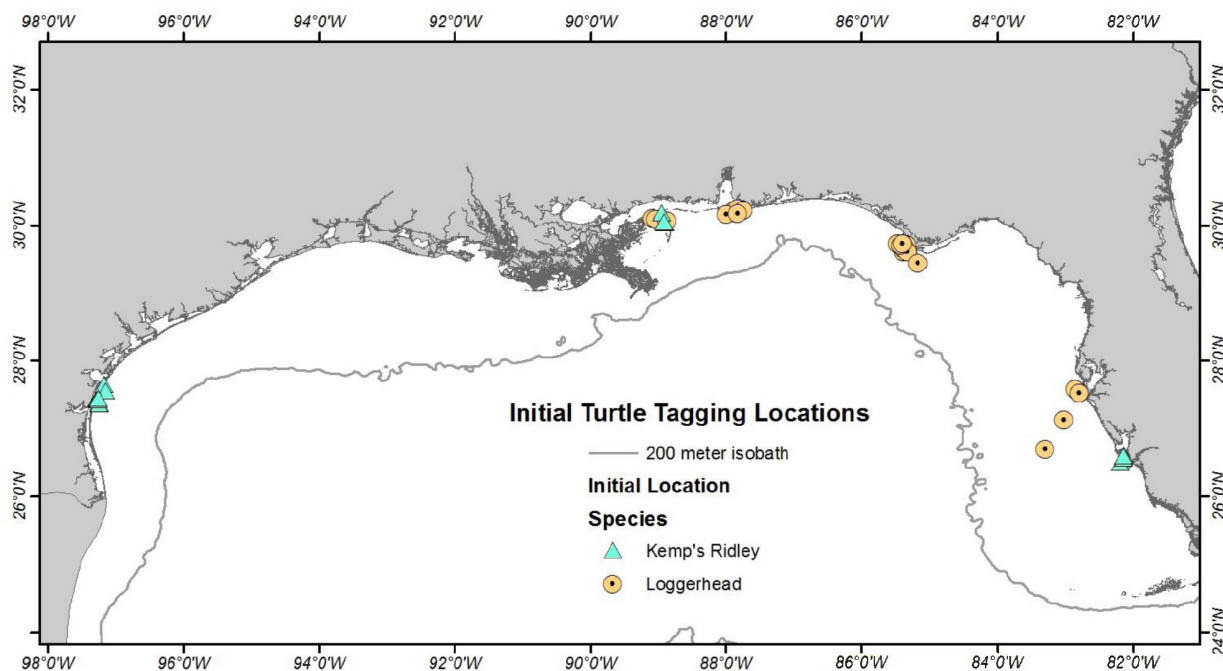 98°0'W 96°0'W 94°0'W 92°0'W 90°0'W 88°0'W 86°0'W 84°0'W 82°0'W
32°0'N 32°0'N
30°0'N 30°0'N
28°0'N 28°0'N
Initial Turtle Tagging Locations
200 meter isobath
Initial Location
26°0'N 26°0'N
Species
Kemp's Ridley
Loggerhead
24°0'N 24°0'N
98°0'W 96°0'W 94°0'W 92°0'W 90°0'W 88°0'W 86°0'W 84°0'W 82°0'W